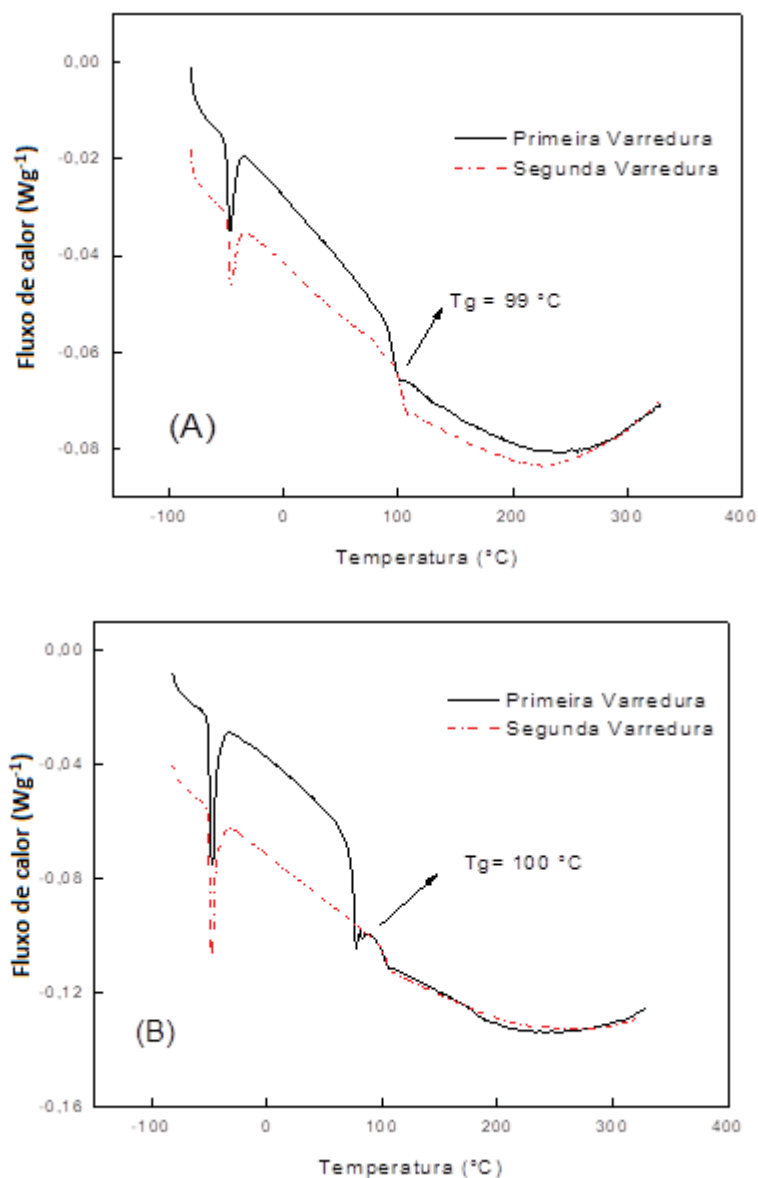 0,00
-0,02
-0,04
-0,06
-0,08
Fluxo de calor (Wg-1)
Primeira Varredura
Segunda Varredura
Tg = 99 °C
(A)
-100 0 100 200 300 400
Temperatura (°C)
0,00
-0,04
-0,08
-0,12
-0,16
Fluxo de calor (Wg-1)
Primeira Varredura
Segunda Varredura
Tg= 100 °C
(B)
-100 0 100 200 300 400
Temperatura (°C)